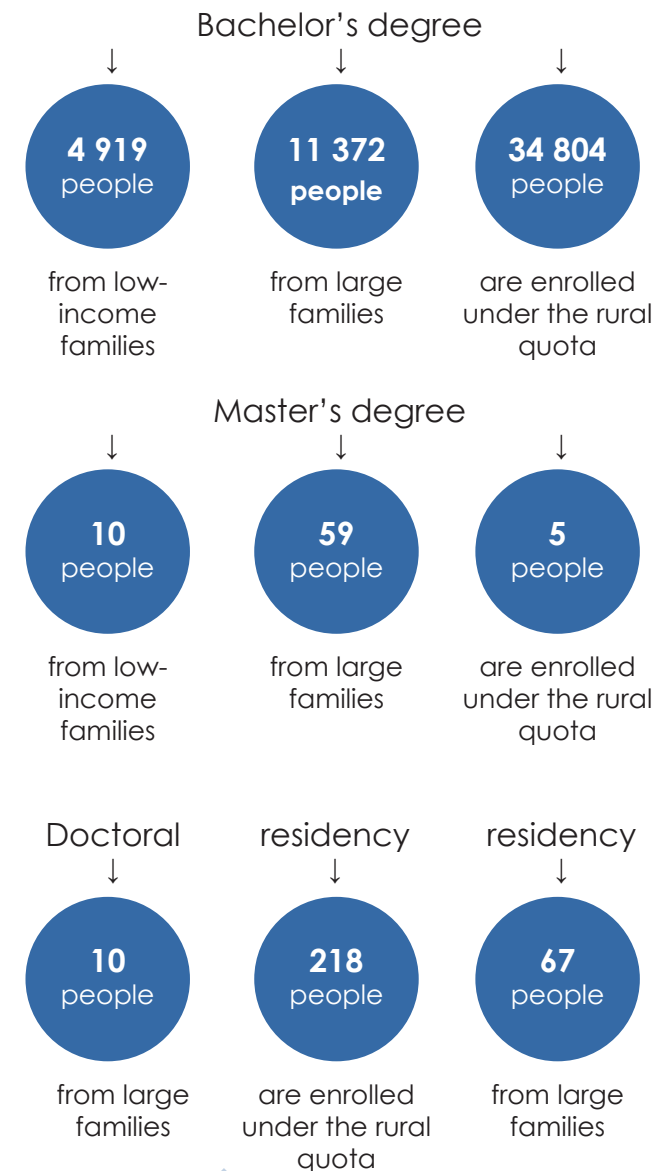 Bachelor’s degree
↓ ↓ ↓
4 919
people
11 372
people
34 804
people
from low-
income
families
from large
families
are enrolled
under the rural
quota
Master’s degree
↓ ↓ ↓
10
people
59
people
5
people
from low-
income
families
from large
families
are enrolled
under the rural
quota
Doctoral
↓
residency
↓
residency
↓
10
people
218
people
67
people
from large
families
are enrolled
under the rural
quota
from large
families